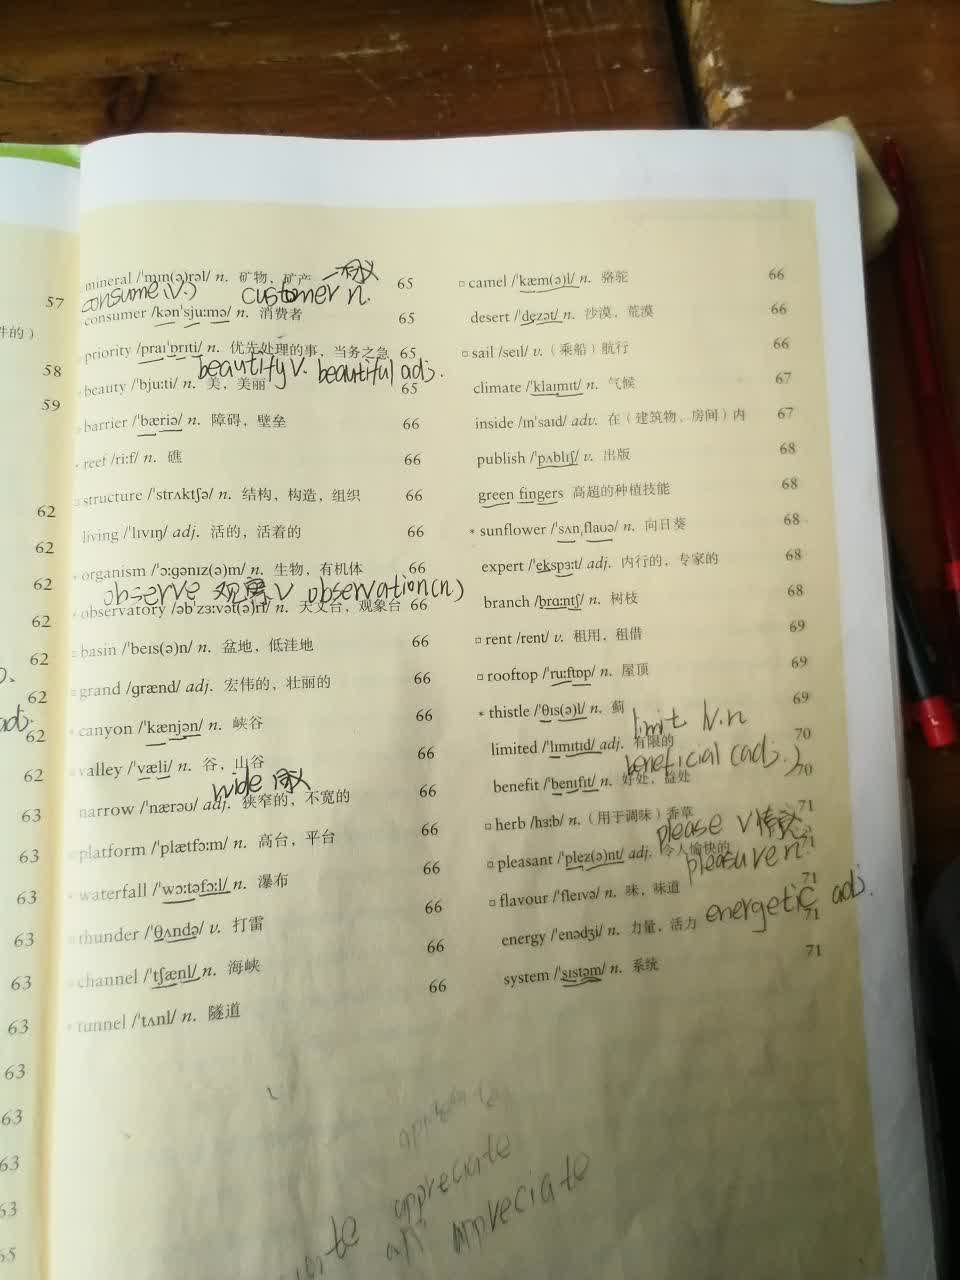 57
件的）
58
59
62
62
62
62
62
62
62
62
63
63
63
63
63
63
63
63
63
63
65
adj.
mineral /ˈmɪn(ə)rəl/ n. 矿物，矿产 65
consume (v.) customer n.
consumer /kənˈsjuːmə/ n. 消费者 65
priority /praɪˈɒrɪti/ n. 优先处理的事，当务之急 65
beautify v. beautiful adj.
beauty /ˈbjuːti/ n. 美，美丽 65
barrier /ˈbæriə/ n. 障碍，壁垒 66
* reef /riːf/ n. 礁 66
structure /ˈstrʌktʃə/ n. 结构，构造，组织 66
living /ˈlɪvɪŋ/ adj. 活的，活着的 66
* organism /ˈɔːɡənɪz(ə)m/ n. 生物，有机体 66
observe 观察 v observation(n)
* observatory /əbˈzɜːvət(ə)ri/ n. 天文台，观象台 66
basin /ˈbeɪs(ə)n/ n. 盆地，低洼地 66
grand /ɡrænd/ adj. 宏伟的，壮丽的 66
* canyon /ˈkænjən/ n. 峡谷 66
valley /ˈvæli/ n. 谷，山谷 66
wide
narrow /ˈnærəʊ/ adj. 狭窄的，不宽的 66
platform /ˈplætfɔːm/ n. 高台，平台 66
* waterfall /ˈwɔːtəfɔːl/ n. 瀑布 66
thunder /ˈθʌndə/ v. 打雷 66
channel /ˈtʃænl/ n. 海峡 66
* tunnel /ˈtʌnl/ n. 隧道 66
□ camel /ˈkæm(ə)l/ n. 骆驼 66
desert /ˈdezət/ n. 沙漠，荒漠 66
□ sail /seɪl/ v.（乘船）航行 66
climate /ˈklaɪmɪt/ n. 气候 67
inside /ɪnˈsaɪd/ adv. 在（建筑物、房间）内 67
publish /ˈpʌblɪʃ/ v. 出版 68
green fingers 高超的种植技能 68
* sunflower /ˈsʌnˌflaʊə/ n. 向日葵 68
expert /ˈekspɜːt/ adj. 内行的，专家的 68
branch /brɑːntʃ/ n. 树枝 68
□ rent /rent/ v. 租用，租借 69
□ rooftop /ˈruːftɒp/ n. 屋顶 69
* thistle /ˈθɪs(ə)l/ n. 蓟 69
limit v.n
limited /ˈlɪmɪtɪd/ adj. 有限的 70
beneficial (adj.)
benefit /ˈbenɪfɪt/ n. 好处，益处 70
□ herb /hɜːb/ n.（用于调味）香草 71
please v
□ pleasant /ˈplez(ə)nt/ adj. 令人愉快的 71
pleasure n.
□ flavour /ˈfleɪvə/ n. 味，味道 71
energetic adj.
energy /ˈenədʒi/ n. 力量，活力 71
system /ˈsɪstəm/ n. 系统 71
appreciate
appreciate